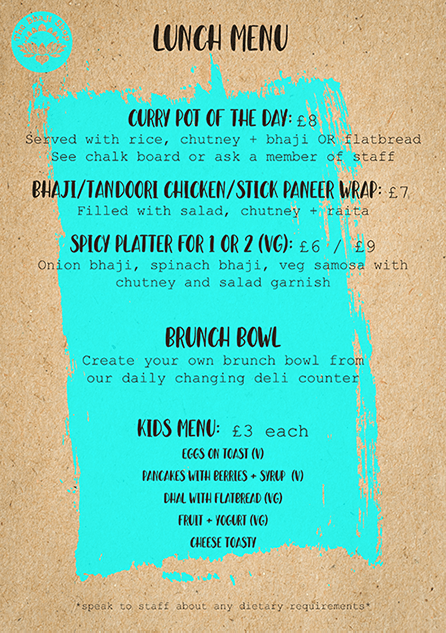 LUNCH MENU
CURRY POT OF THE DAY: £8
Served with rice, chutney + bhaji OR flatbread
See chalk board or ask a member of staff
BHAJI/TANDOORI CHICKEN/STICK PANEER WRAP: £7
Filled with salad, chutney + raita
SPICY PLATTER FOR 1 OR 2 (VG): £6 / £9
Onion bhaji, spinach bhaji, veg samosa with
chutney and salad garnish
BRUNCH BOWL
Create your own brunch bowl from
our daily changing deli counter
KIDS MENU: £3 each
EGGS ON TOAST (V)
PANCAKES WITH BERRIES + SYRUP (V)
DHAL WITH FLATBREAD (VG)
FRUIT + YOGURT (VG)
CHEESE TOASTY
*speak to staff about any dietary requirements*